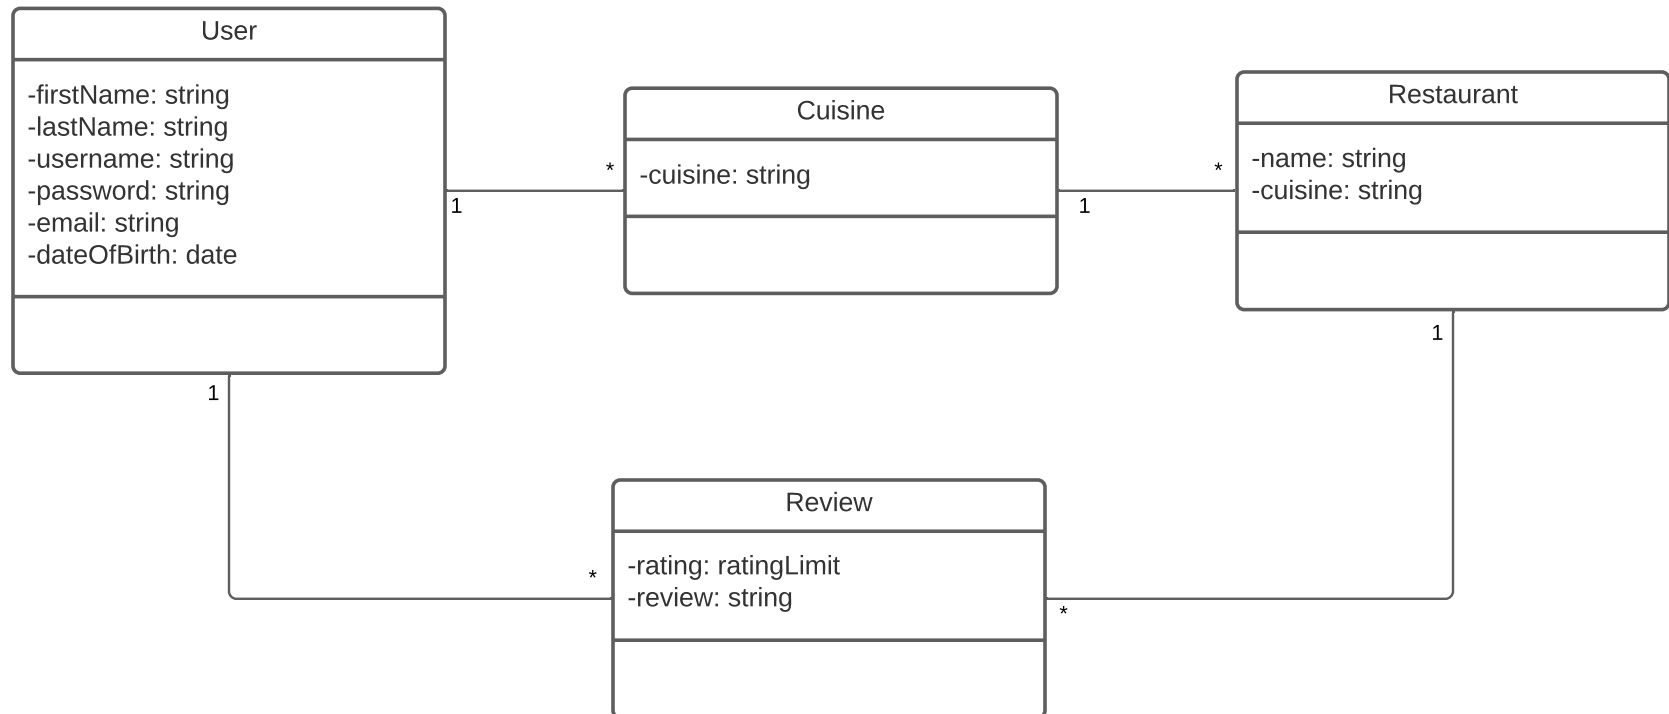 User
-firstName: string
-lastName: string
-username: string
-password: string
-email: string
-dateOfBirth: date
1
*
Cuisine
-cuisine: string
1
*
Restaurant
-name: string
-cuisine: string
1
1
*
Review
-rating: ratingLimit
-review: string
*